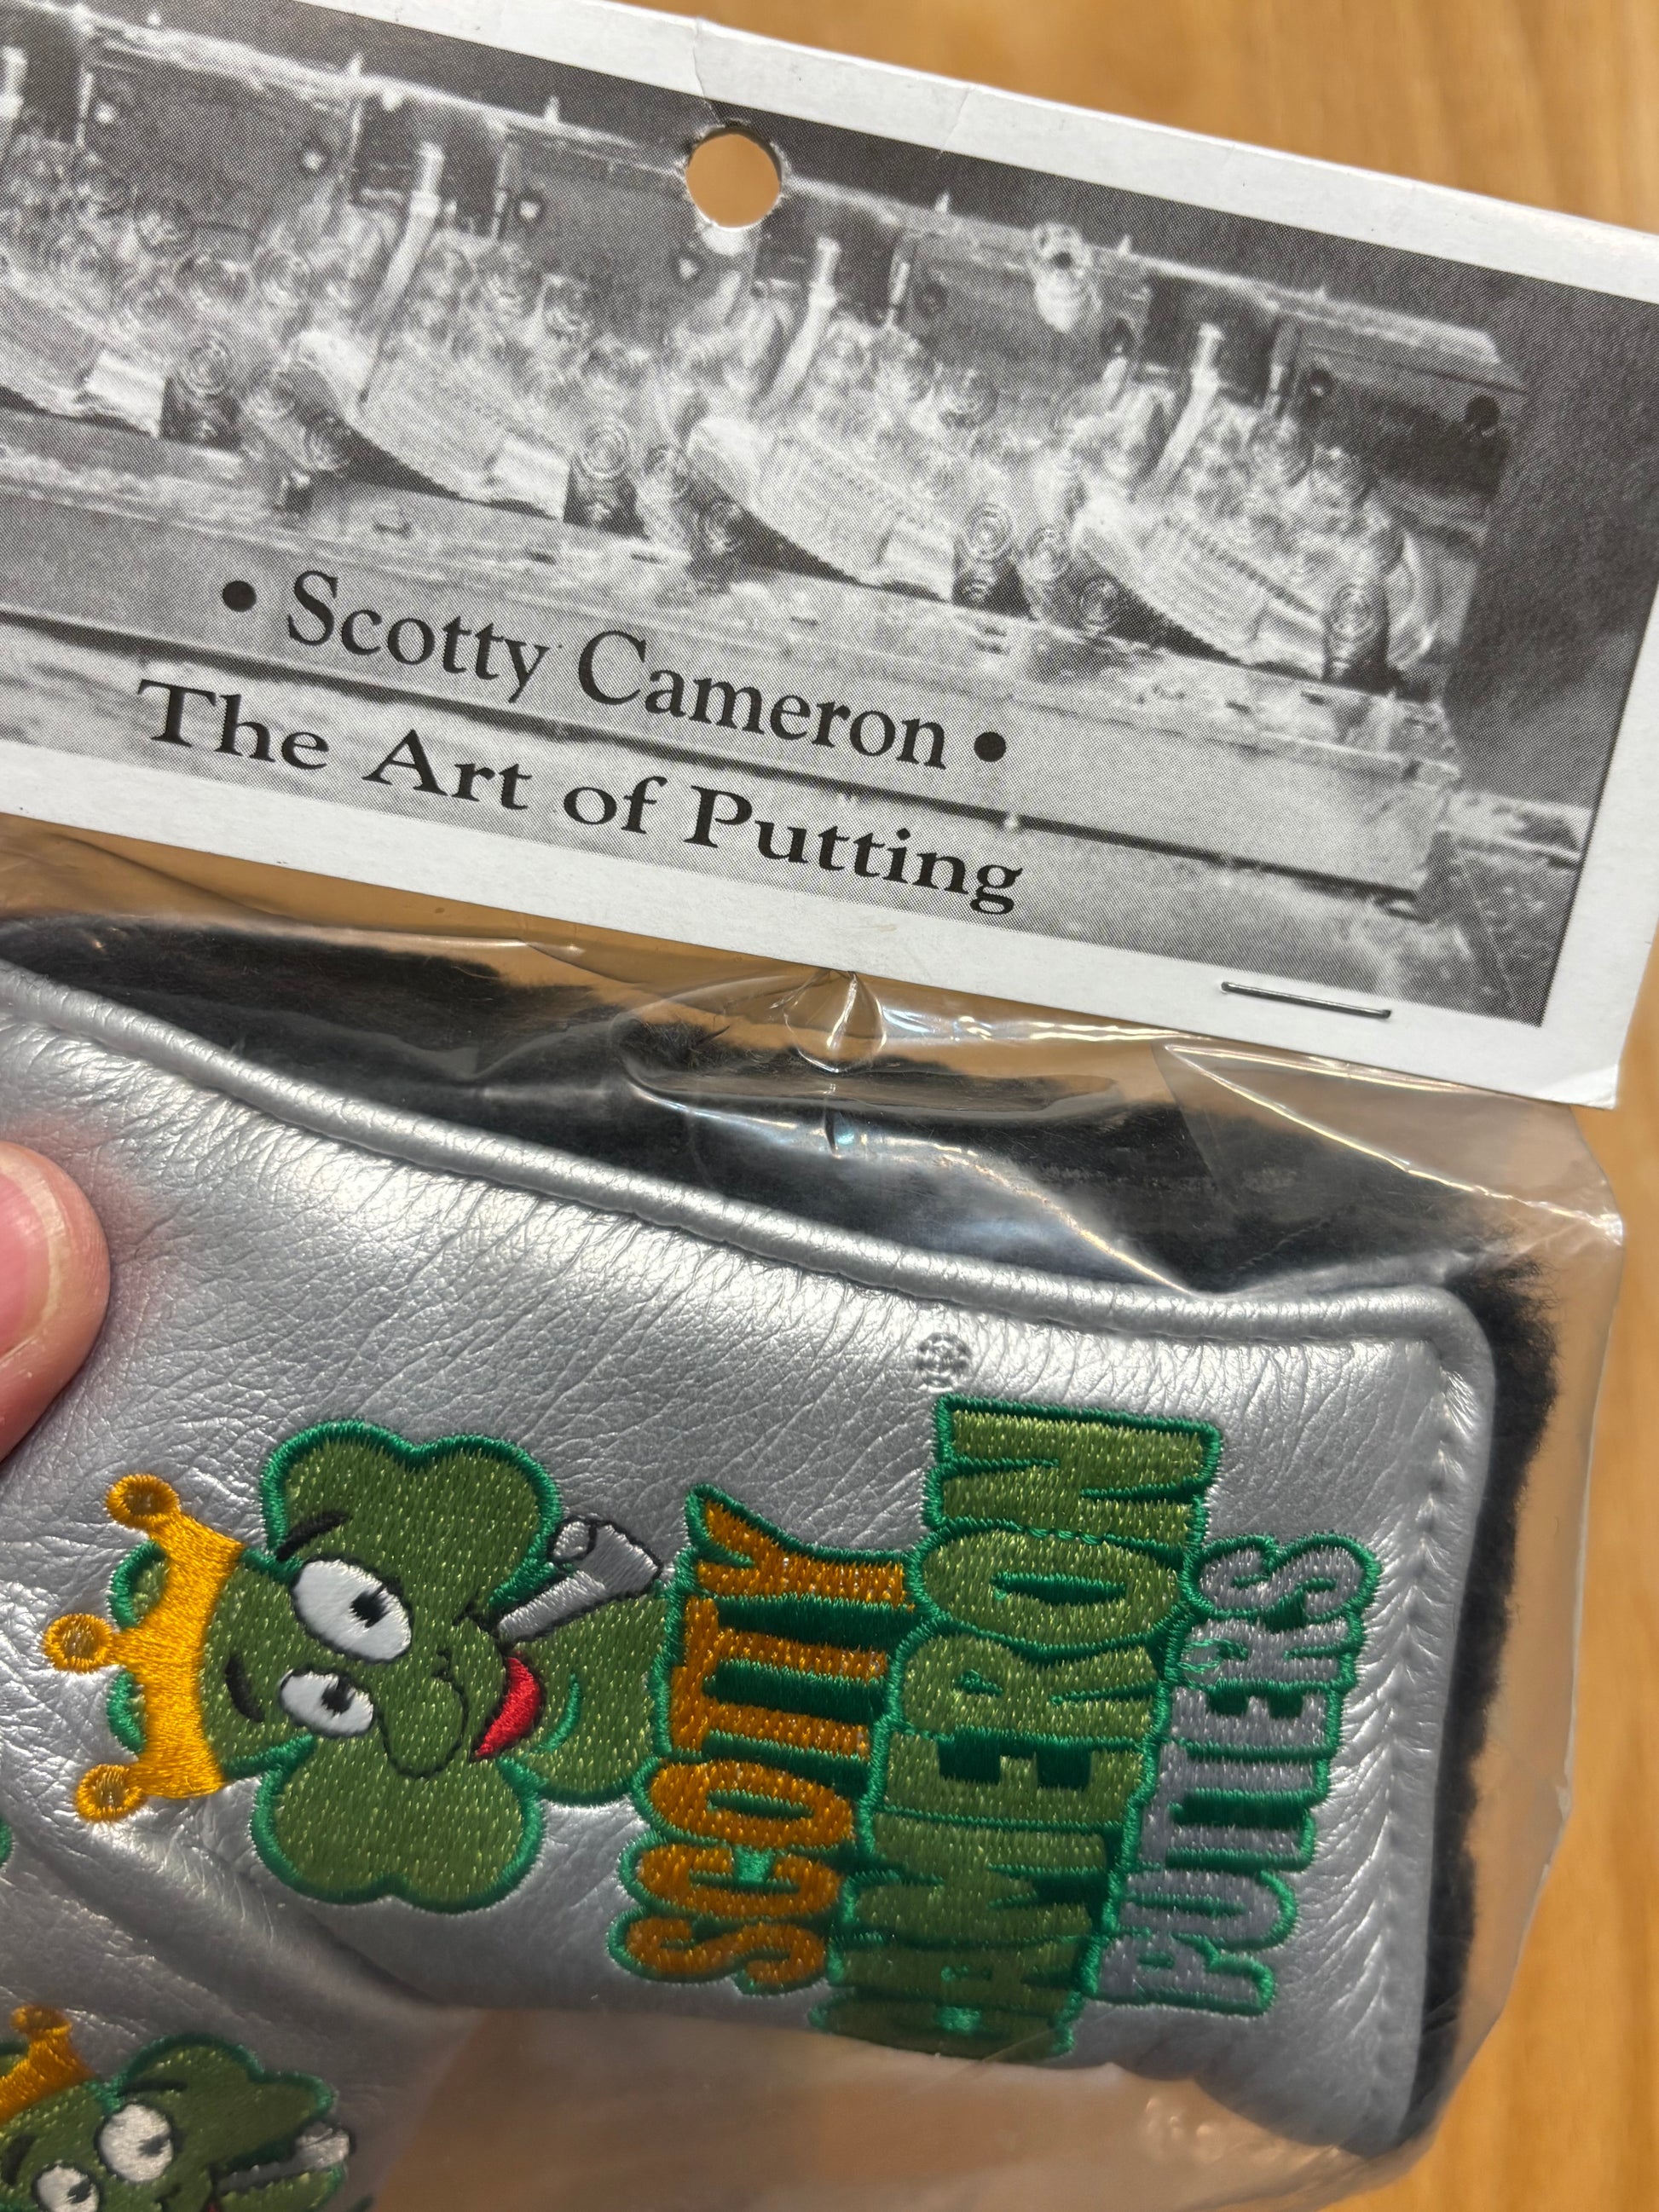 • Scotty Cameron •
The Art of Putting
SCOTTY
CAMERON
PUTTERS